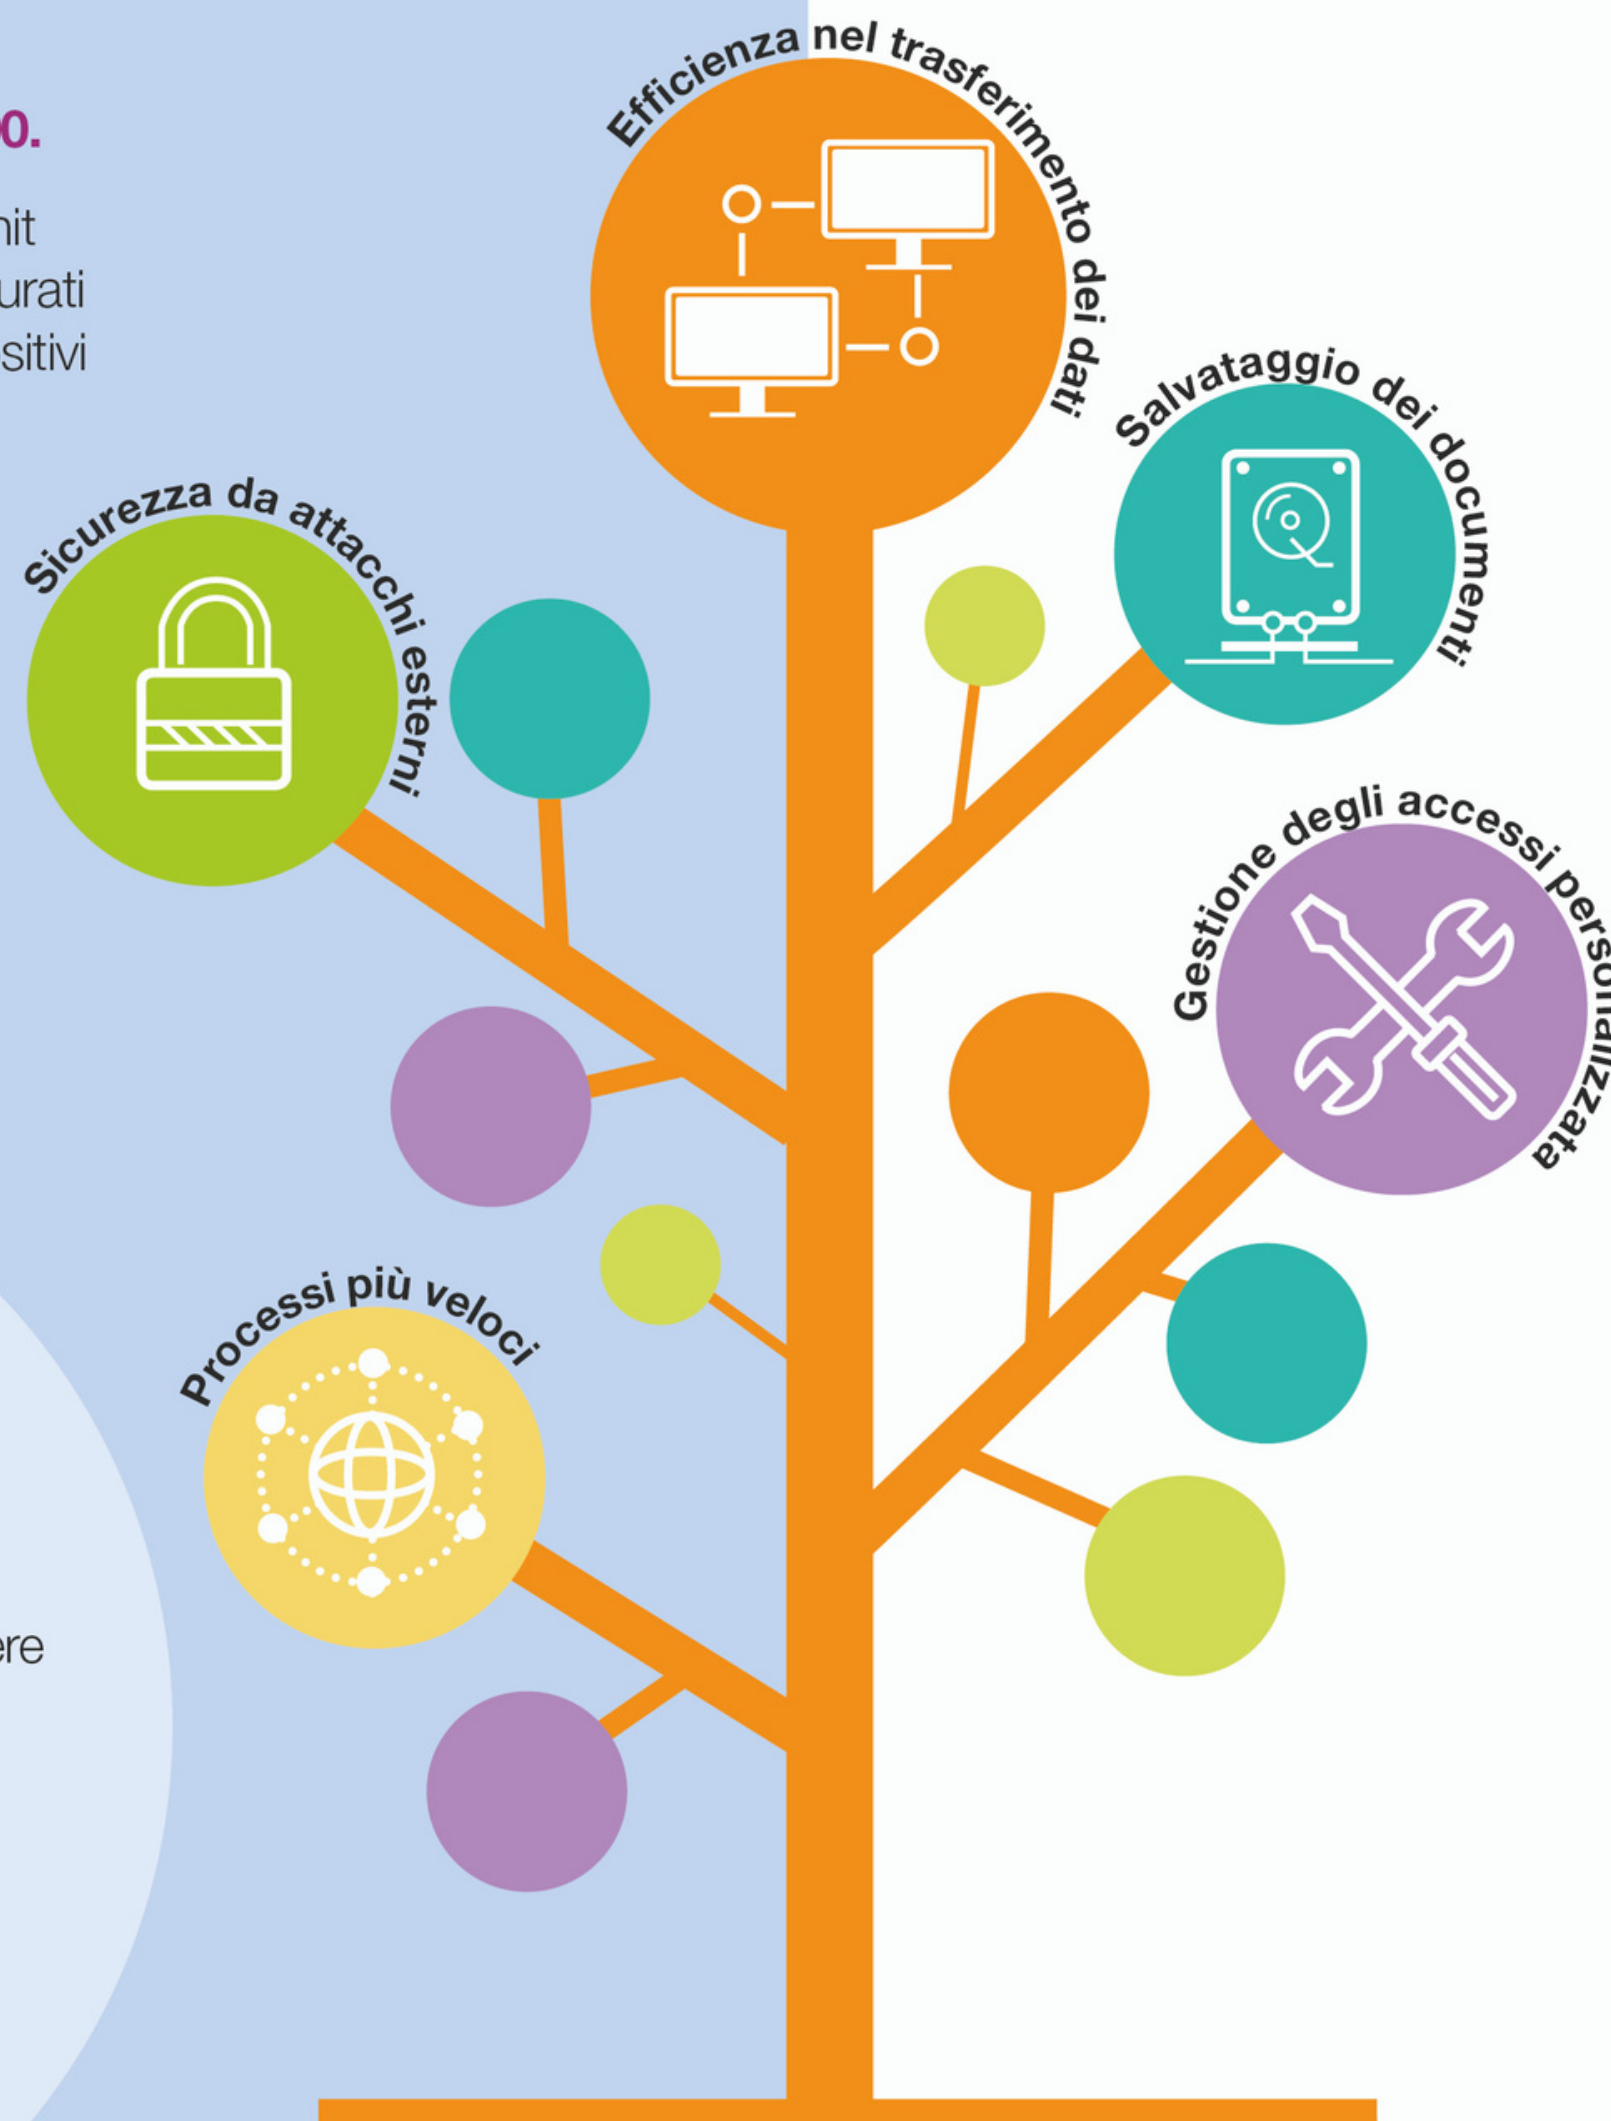 Efficienza nel trasferimento dei dati
0.
nit
urati
sitivi
Salvataggio dei documenti
Sicurezza da attacchi esterni
Gestione degli accessi personalizzata
Processi più veloci
ere